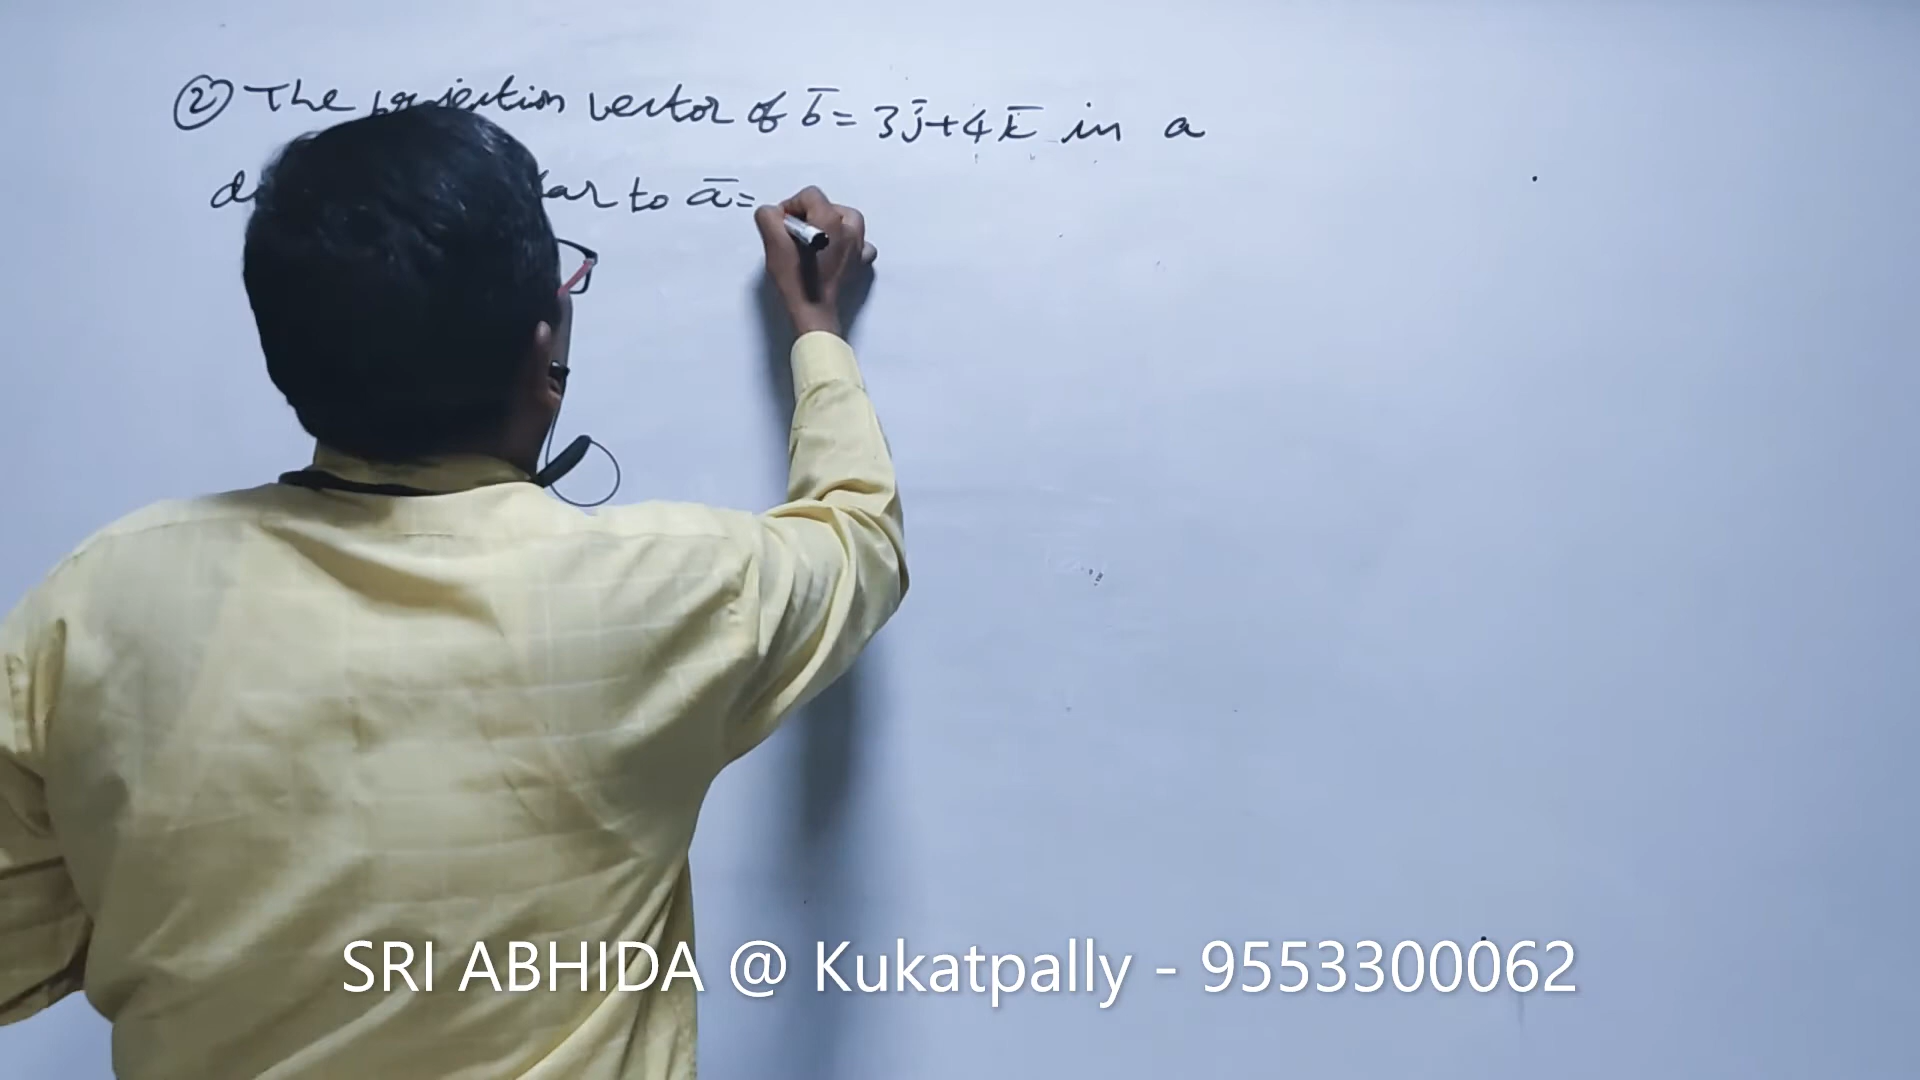 ② The projection vector of b̅ = 3j̅+4k̅ in a
to a̅=
SRI ABHIDA @ Kukatpally - 9553300062